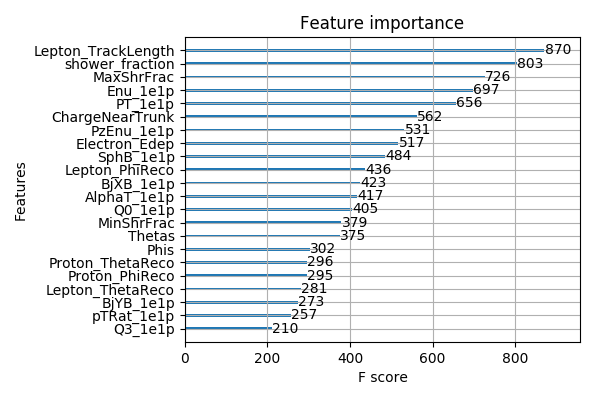 Feature importance
Features
Lepton_TrackLength 870
shower_fraction 803
MaxShrFrac 726
Enu_1e1p 697
PT_1e1p 656
ChargeNearTrunk 562
PzEnu_1e1p 531
Electron_Edep 517
SphB_1e1p 484
Lepton_PhiReco 436
BjXB_1e1p 423
AlphaT_1e1p 417
Q0_1e1p 405
MinShrFrac 379
Thetas 375
Phis 302
Proton_ThetaReco 296
Proton_PhiReco 295
Lepton_ThetaReco 281
BjYB_1e1p 273
pTRat_1e1p 257
Q3_1e1p 210
0 200 400 600 800
F score